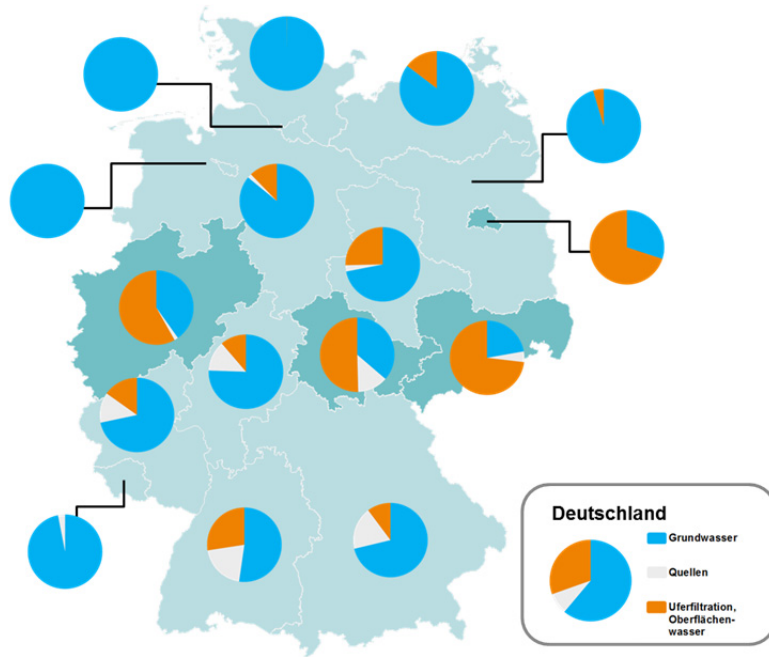 Deutschland
Grundwasser
Quellen
Uferfiltration,
Oberflächen-
wasser